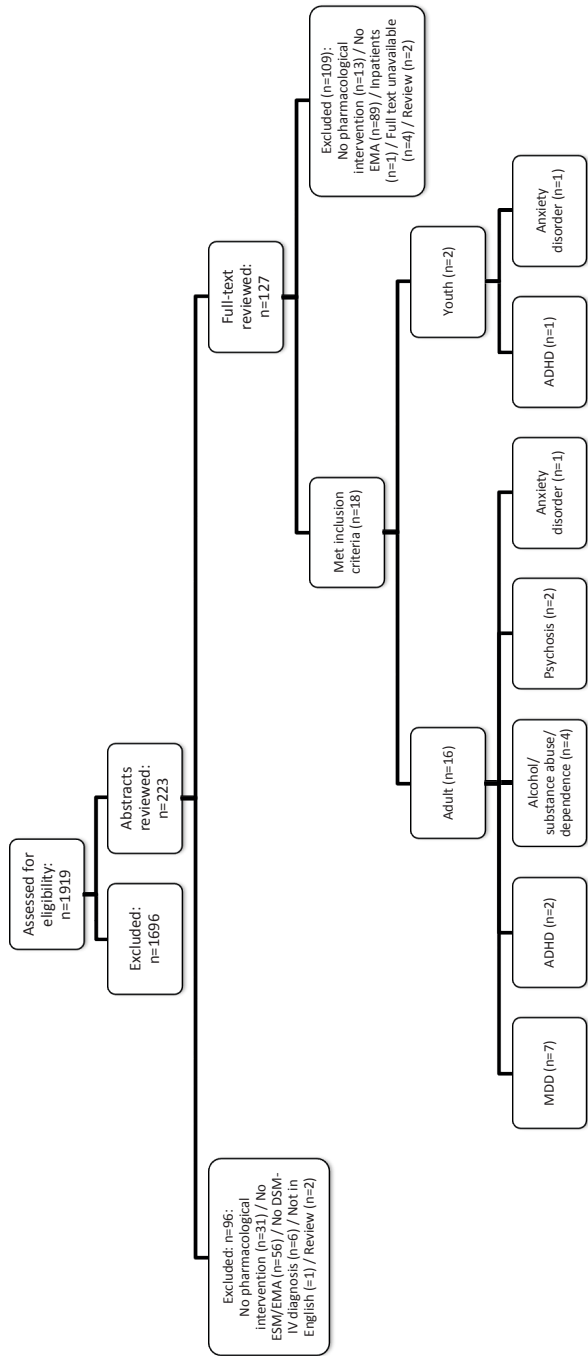 Assessed for
eligibility:
n=1919
Excluded:
n=1696
Abstracts
reviewed:
n=223
Excluded: n=96:
No pharmacological
intervention (n=31) / No
ESM/EMA (n=56) / No DSM-
IV diagnosis (n=6) / Not in
English (=1) / Review (n=2)
Full-text
reviewed:
n=127
Met inclusion
criteria (n=18)
Excluded (n=109):
No pharmacological
intervention (n=13) / No
EMA (n=89) / Inpatients
(n=1) / Full text unavailable
(n=4) / Review (n=2)
Adult (n=16)
Youth (n=2)
MDD (n=7)
ADHD (n=2)
Alcohol/
substance abuse/
dependence (n=4)
Psychosis (n=2)
Anxiety
disorder (n=1)
ADHD (n=1)
Anxiety
disorder (n=1)